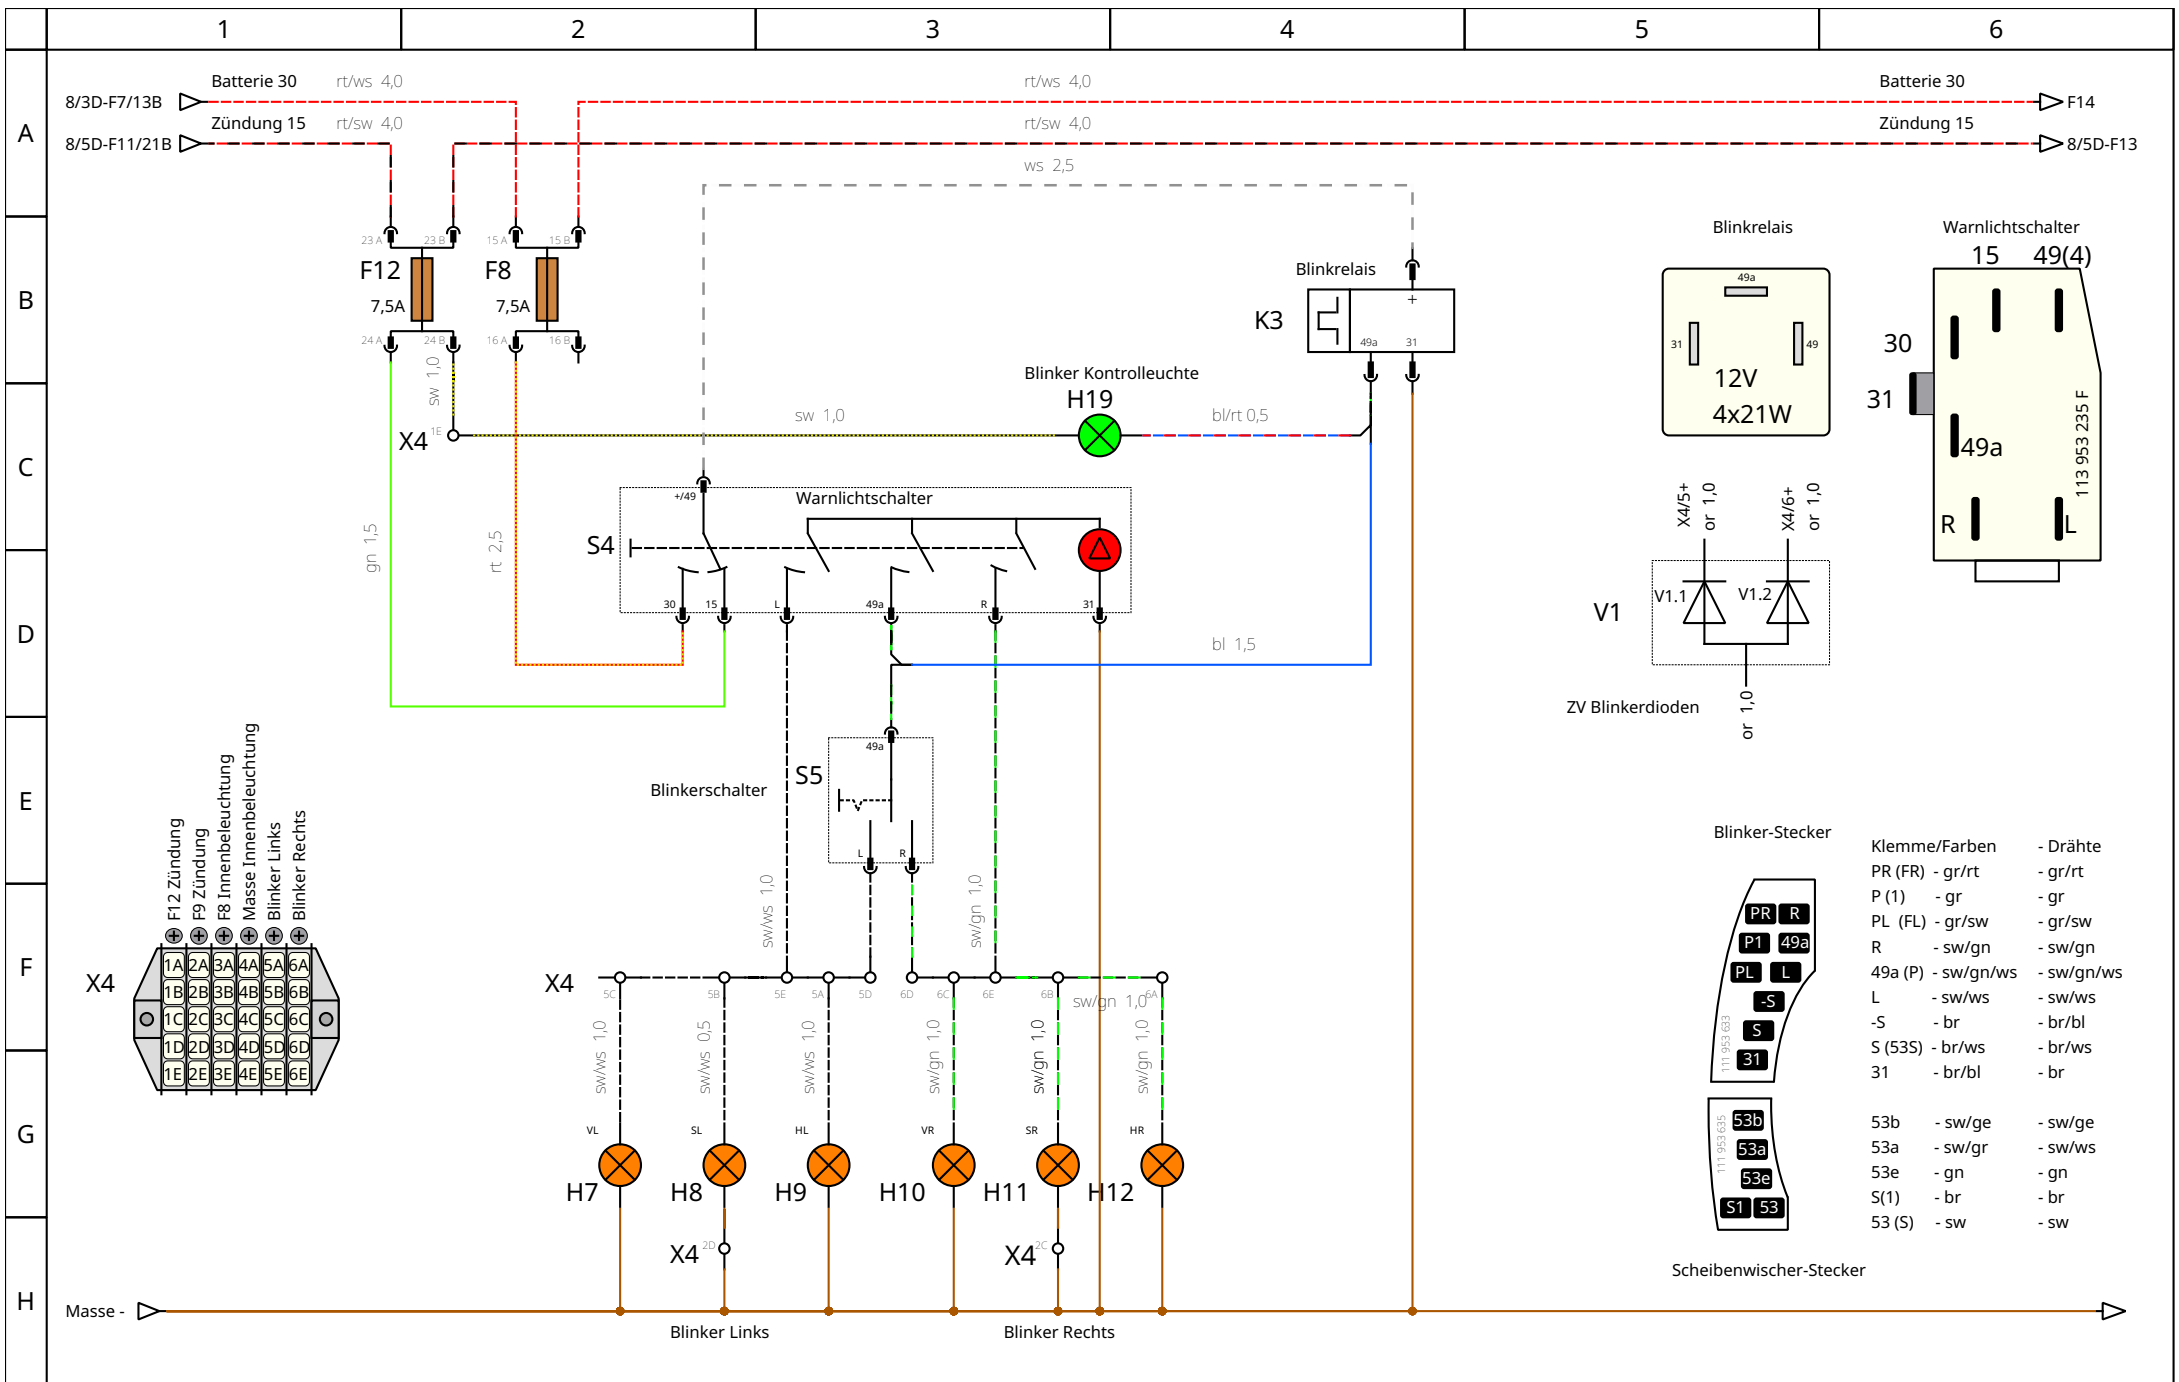 1 2 3 4 5 6
A
B
C
D
E
F
G
H
Batterie 30 rt/ws 4,0 rt/ws 4,0 Batterie 30
8/3D-F7/13B F14
Zündung 15 rt/sw 4,0 rt/sw 4,0 Zündung 15
8/5D-F11/21B 8/5D-F13
ws 2,5
23 A 23 B 15 A 15 B
F12 F8
7,5A 7,5A
24 A 24 B 16 A 16 B
sw 1,0
X4 1E
sw 1,0
Blinker Kontrolleuchte
H19
bl/rt 0,5
Blinkrelais
K3
+
49a 31
Blinkrelais
49a
31 49
12V
4x21W
Warnlichtschalter
15 49(4)
30
31
49a
R L
113 953 235 F
gn 1,5
rt 2,5
+/49 Warnlichtschalter
S4
30 15 L 49a R 31
bl 1,5
X4/5+
or 1,0
X4/6+
or 1,0
V1
V1.1 V1.2
ZV Blinkerdioden
or 1,0
49a
S5
Blinkerschalter
L R
sw/ws 1,0
sw/gn 1,0
F12 Zündung
F9 Zündung
F8 Innenbeleuchtung
Masse Innenbeleuchtung
Blinker Links
Blinker Rechts
X4
1A 2A 3A 4A 5A 6A
1B 2B 3B 4B 5B 6B
1C 2C 3C 4C 5C 6C
1D 2D 3D 4D 5D 6D
1E 2E 3E 4E 5E 6E
X4
5C 5B 5E 5A 5D 6D 6C 6E 6B 6A
sw/gn 1,0
sw/ws 1,0
sw/ws 0,5
sw/ws 1,0
sw/gn 1,0
sw/gn 1,0
sw/gn 1,0
VL SL HL VR SR HR
H7 H8 H9 H10 H11 H12
X4 2D X4 2C
Masse -
Blinker Links Blinker Rechts
Blinker-Stecker
PR R
P1 49a
PL L
-S
S
31
111 953 633
53b
53a
53e
S1 53
111 953 635
Scheibenwischer-Stecker
Klemme/Farben - Drähte
PR (FR) - gr/rt - gr/rt
P (1) - gr - gr
PL (FL) - gr/sw - gr/sw
R - sw/gn - sw/gn
49a (P) - sw/gn/ws - sw/gn/ws
L - sw/ws - sw/ws
-S - br - br/bl
S (53S) - br/ws - br/ws
31 - br/bl - br
53b - sw/ge - sw/ge
53a - sw/gr - sw/ws
53e - gn - gn
S(1) - br - br
53 (S) - sw - sw